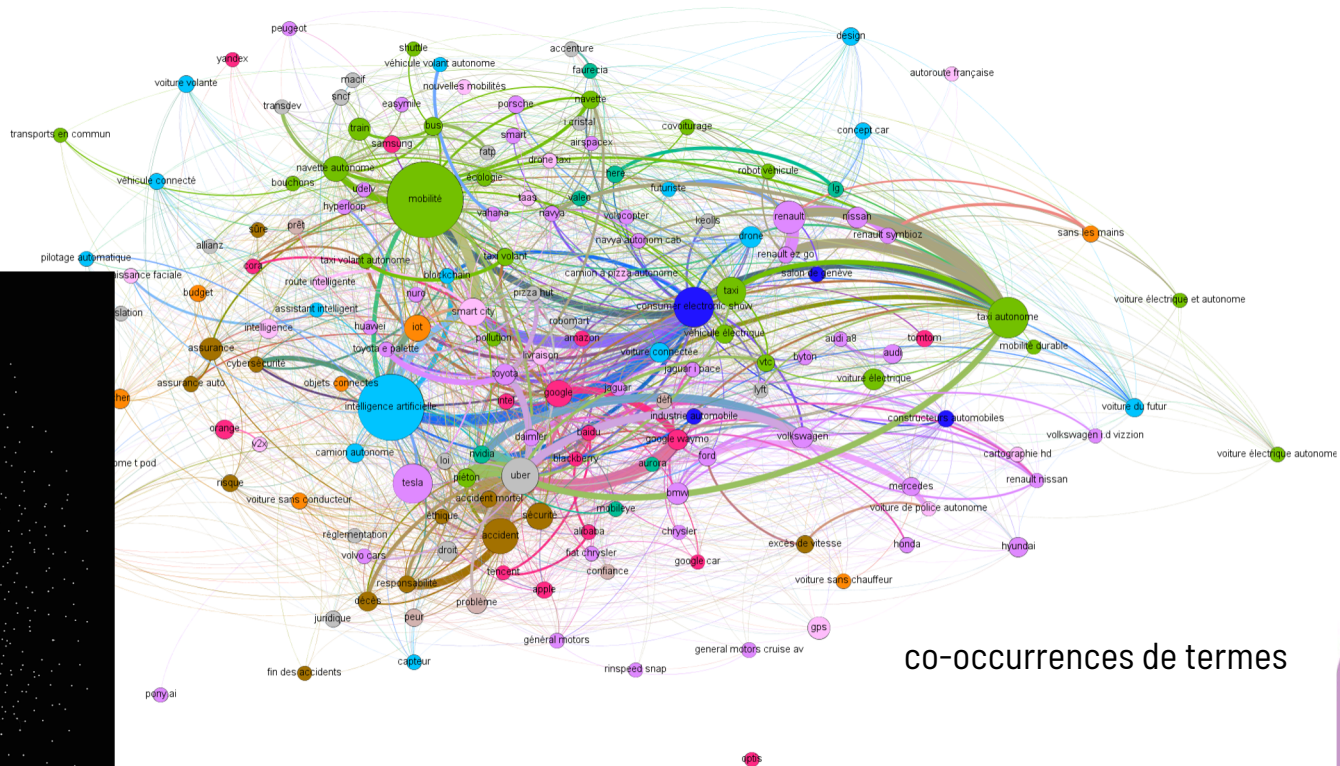 peugeot
design
shuttle
accenture
yandex
véhicule volant autonome
faurecia
autoroute française
voiture volante
macif
nouvelles mobilités
sncf
transdev
easymile
porsche
navette
i-cristal
transports en commun
train
bus
smart
covoiturage
concept car
samsung
airspacex
ratp
drone taxi
navette autonome
here
robot véhicule
véhicule connecté
bouchons
udelv
écologie
futuriste
lg
mobilité
taas
valeo
hyperloop
vahana
navya
volocopter
keolis
renault
nissan
sûre
prêt
navya autonom cab
drone
renault symbioz
sans les mains
allianz
renault ez go
pilotage automatique
cora
taxi volant autonome
taxi volant
issance faciale
blockchain
camion à pizza autonome
salon de genève
route intelligente
budget
nuro
pizza hut
taxi
voiture électrique et autonome
slation
assistant intelligent
smart city
consumer electronic show
taxi autonome
intelligence
huawei
iot
robomart
véhicule électrique
pollution
amazon
audi a8
tomtom
assurance
toyota e palette
livraison
voiture connectée
byton
audi
mobilité durable
cybersécurité
vtc
toyota
jaguar i pace
assurance auto
objets connectés
google
jaguar
lyft
voiture électrique
her
intel
défi
intelligence artificielle
industrie automobile
constructeurs automobiles
voiture du futur
orange
daimler
baidu
google waymo
volkswagen
volkswagen i.d vizzion
v2x
camion autonome
nvidia
blackberry
ford
cartographie hd
voiture électrique autonome
ome t pod
loi
aurora
risque
tesla
piéton
uber
renault nissan
bmw
mercedes
voiture sans conducteur
accident mortel
mobileye
voiture de police autonome
éthique
sécurité
réglementation
accident
alibaba
chrysler
excès de vitesse
honda
hyundai
volvo cars
droit
fiat chrysler
google car
tencent
confiance
responsabilité
apple
voiture sans chauffeur
décès
problème
juridique
peur
gps
général motors
general motors cruise av
co-occurrences de termes
capteur
fin des accidents
rinspeed snap
pony.ai
optis